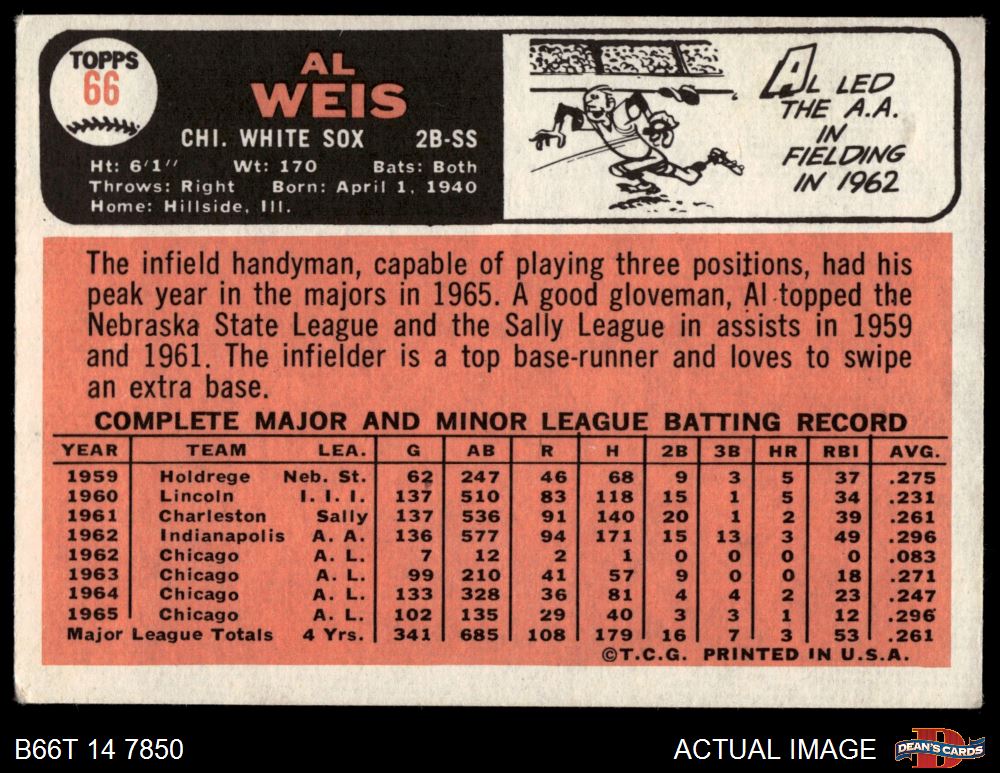 TOPPS
66
AL
WEIS
CHI. WHITE SOX 2B-SS
Ht: 6'1'' Wt: 170 Bats: Both
Throws: Right Born: April 1, 1940
Home: Hillside, Ill.
AL LED
THE A.A.
IN
FIELDING
IN 1962
The infield handyman, capable of playing three positions, had his
peak year in the majors in 1965. A good gloveman, Al topped the
Nebraska State League and the Sally League in assists in 1959
and 1961. The infielder is a top base-runner and loves to swipe
an extra base.
COMPLETE MAJOR AND MINOR LEAGUE BATTING RECORD
YEAR TEAM LEA. G AB R H 2B 3B HR RBI AVG.
1959 Holdrege Neb. St. 62 247 46 68 9 3 5 37 .275
1960 Lincoln I. I. I. 137 510 83 118 15 1 5 34 .231
1961 Charleston Sally 137 536 91 140 20 1 2 39 .261
1962 Indianapolis A. A. 136 577 94 171 15 13 3 49 .296
1962 Chicago A. L. 7 12 2 1 0 0 0 0 .083
1963 Chicago A. L. 99 210 41 57 9 0 0 18 .271
1964 Chicago A. L. 133 328 36 81 4 4 2 23 .247
1965 Chicago A. L. 102 135 29 40 3 3 1 12 .296
Major League Totals 4 Yrs. 341 685 108 179 16 7 3 53 .261
©T.C.G. PRINTED IN U.S.A.
B66T 14 7850
ACTUAL IMAGE
D
DEAN'S CARDS